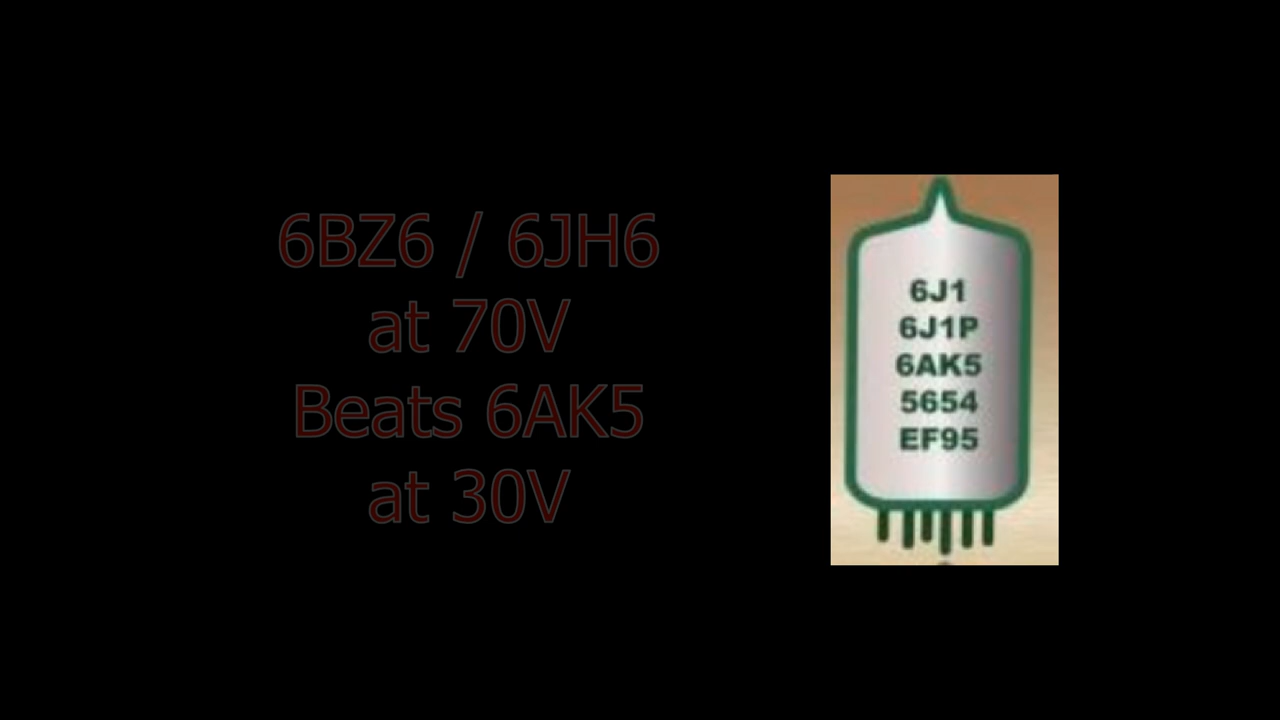 6BZ6 / 6JH6
at 70V
Beats 6AK5
at 30V
6J1
6J1P
6AK5
5654
EF95